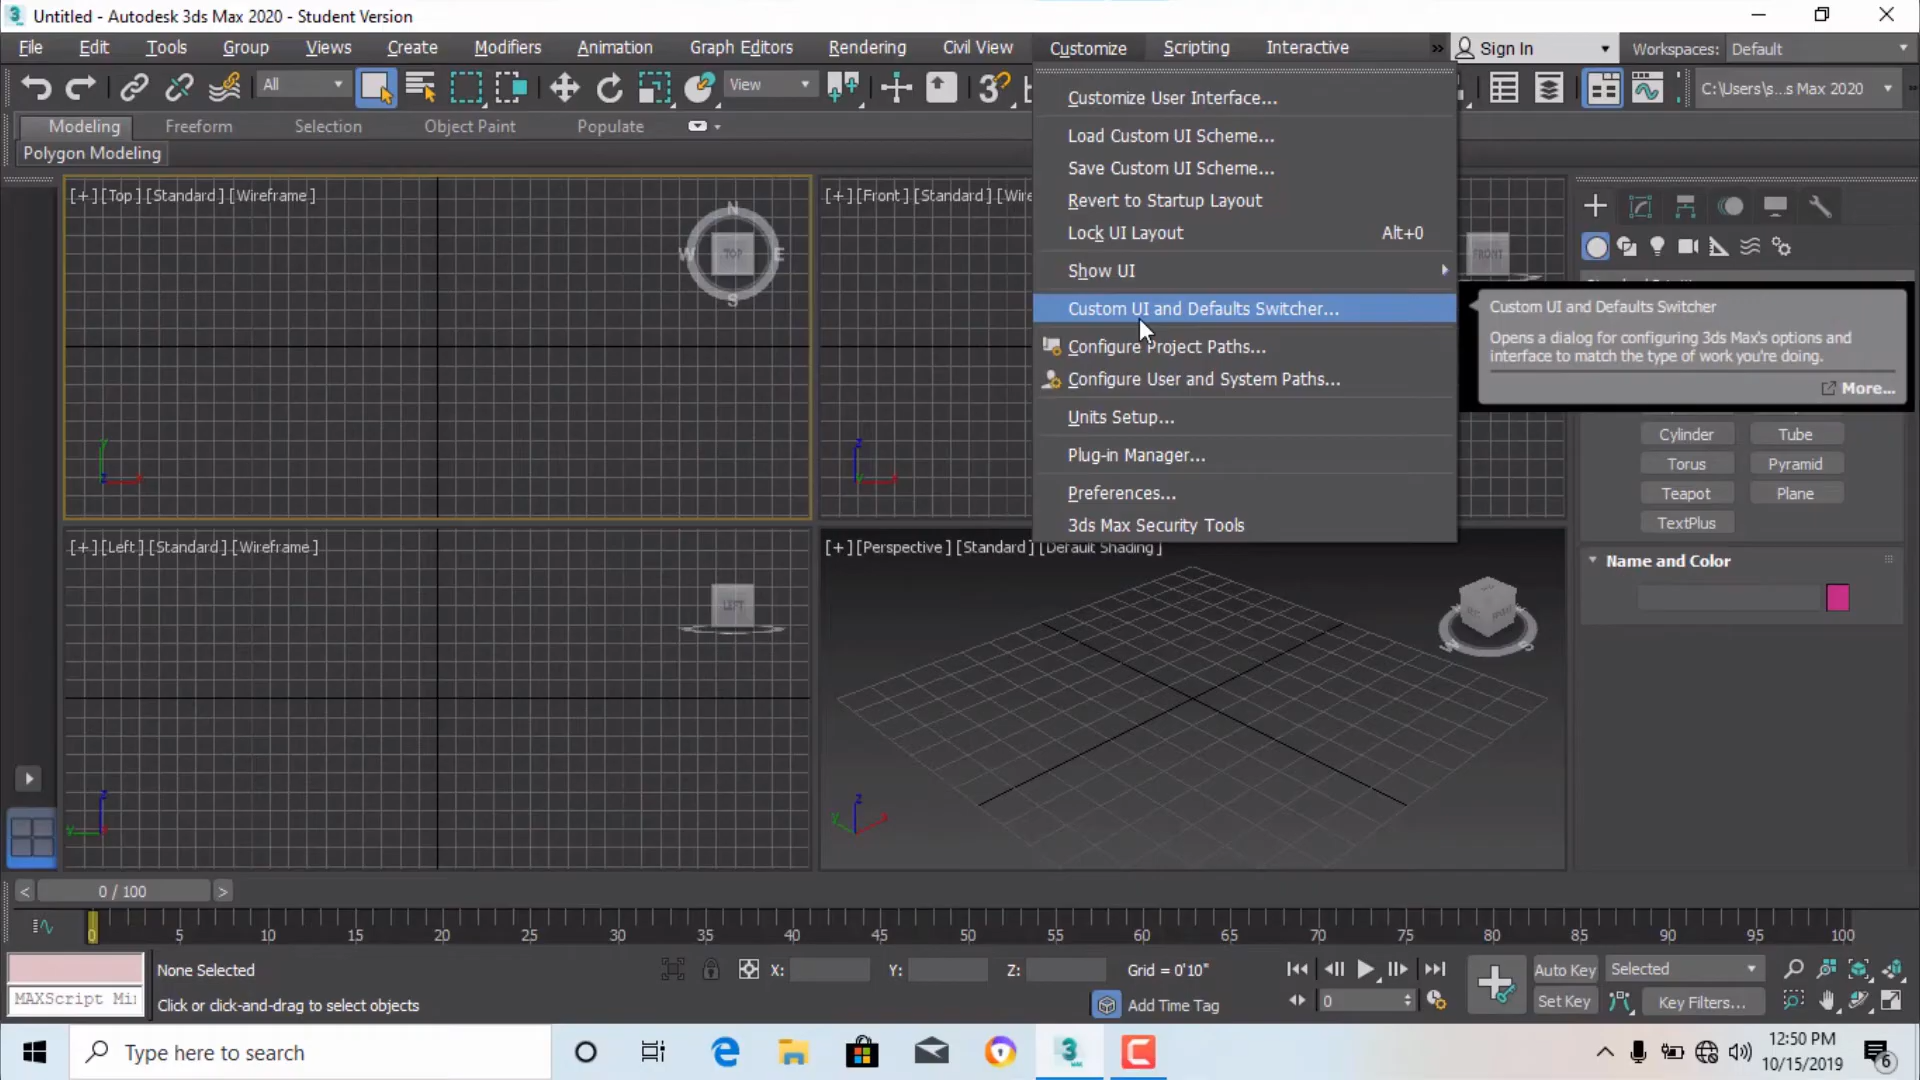 Untitled - Autodesk 3ds Max 2020 - Student Version
File Edit Tools Group Views Create Modifiers Animation Graph Editors Rendering Civil View Customize Scripting Interactive » Sign In Workspaces: Default
All View C:\Users\s...s Max 2020
Modeling Freeform Selection Object Paint Populate
Polygon Modeling
Customize User Interface...
Load Custom UI Scheme...
Save Custom UI Scheme...
Revert to Startup Layout
Lock UI Layout Alt+0
Show UI
Custom UI and Defaults Switcher...
Configure Project Paths...
Configure User and System Paths...
Units Setup...
Plug-in Manager...
Preferences...
3ds Max Security Tools
Custom UI and Defaults Switcher
Opens a dialog for configuring 3ds Max's options and
interface to match the type of work you're doing.
More...
[+] [Top] [Standard] [Wireframe]
N
W TOP E
S
[+] [Front] [Standard] [Wire
FRONT
Cylinder Tube
Torus Pyramid
Teapot Plane
TextPlus
Name and Color
[+] [Left] [Standard] [Wireframe]
LEFT
[+] [Perspective] [Standard] [Default Shading]
W S
y x z
z x
z y
z y x
< 0 / 100 >
0 5 10 15 20 25 30 35 40 45 50 55 60 65 70 75 80 85 90 95 100
None Selected
X: Y: Z: Grid = 0'10"
Auto Key Selected
MAXScript Mi
Click or click-and-drag to select objects
Add Time Tag
0
Set Key Key Filters...
Type here to search
12:50 PM
10/15/2019
6